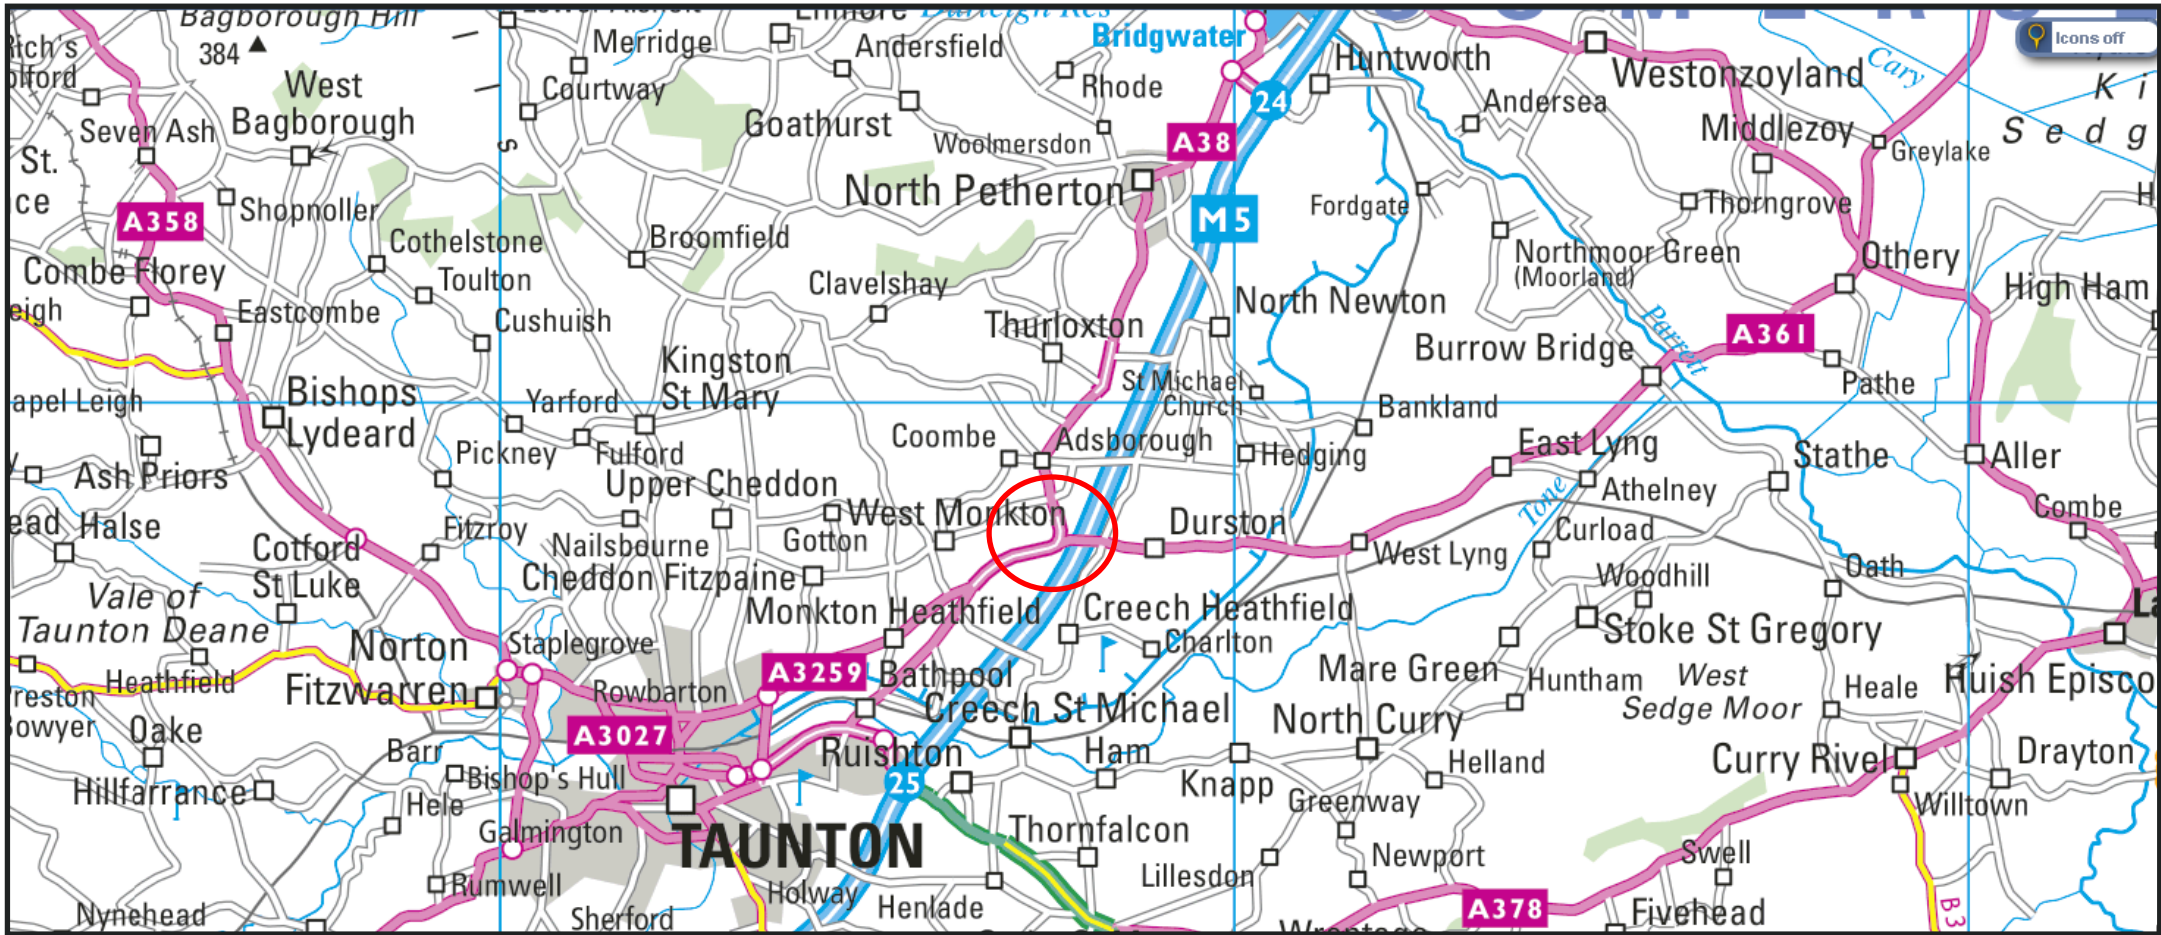 Bagborough Hill
384
Enmore
Durleigh Res
Bridgwater
Icons off
Merridge
Andersfield
Huntworth
Westonzoyland
Cary
K i
West
Bagborough
Courtway
Rhode
24
Andersea
Seven Ash
Goathurst
Woolmersdon
A38
Middlezoy
Greylake
S e d g
St.
North Petherton
Fordgate
Thorngrove
A358
Shopnoller
M5
Cothelstone
Broomfield
Northmoor Green
(Moorland)
Othery
Combe Florey
Toulton
Clavelshay
High Ham
Eastcombe
Cushuish
Thurloxton
North Newton
Parrett
A361
Kingston
St Mary
Burrow Bridge
Pathe
Bishops
Lydeard
Yarford
St Michael
Church
Bankland
apel Leigh
Pickney
Fulford
Coombe
Adsborough
Hedging
East Lyng
Stathe
Aller
Ash Priors
Upper Cheddon
Athelney
Combe
Halse
Fitzroy
West Monkton
Durston
Tone
Curload
Cotford
St Luke
Nailsbourne
Gotton
West Lyng
Cheddon Fitzpaine
Woodhill
Oath
Vale of
Taunton Deane
Monkton Heathfield
Creech Heathfield
Stoke St Gregory
Norton
Fitzwarren
Staplegrove
Charlton
Heathfield
Rowbarton
A3259
Bathpool
Mare Green
Huntham
West
Sedge Moor
Heale
Huish Episco
Oake
A3027
Creech St Michael
North Curry
Barr
Ruishton
Ham
Helland
Curry Rivel
Drayton
Hillfarrance
Bishop's Hull
25
Knapp
Greenway
Hele
Willtown
Galmington
TAUNTON
Thornfalcon
Newport
Swell
Rumwell
Holway
Lillesdon
Nynehead
Sherford
Henlade
A378
Fivehead
B3